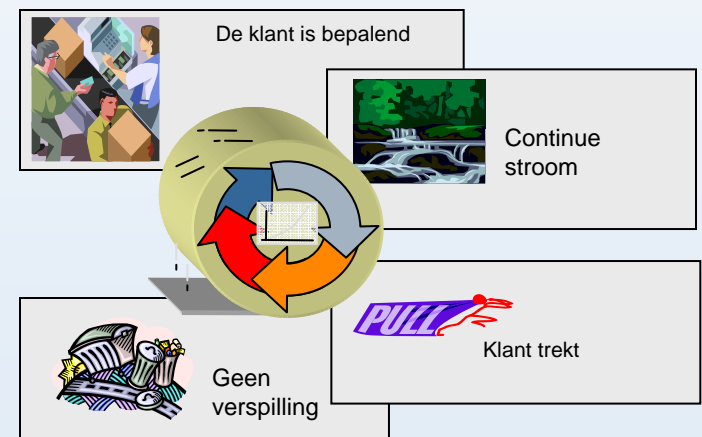 De klant is bepalend
Continue
stroom
PULL
Klant trekt
Geen
verspilling